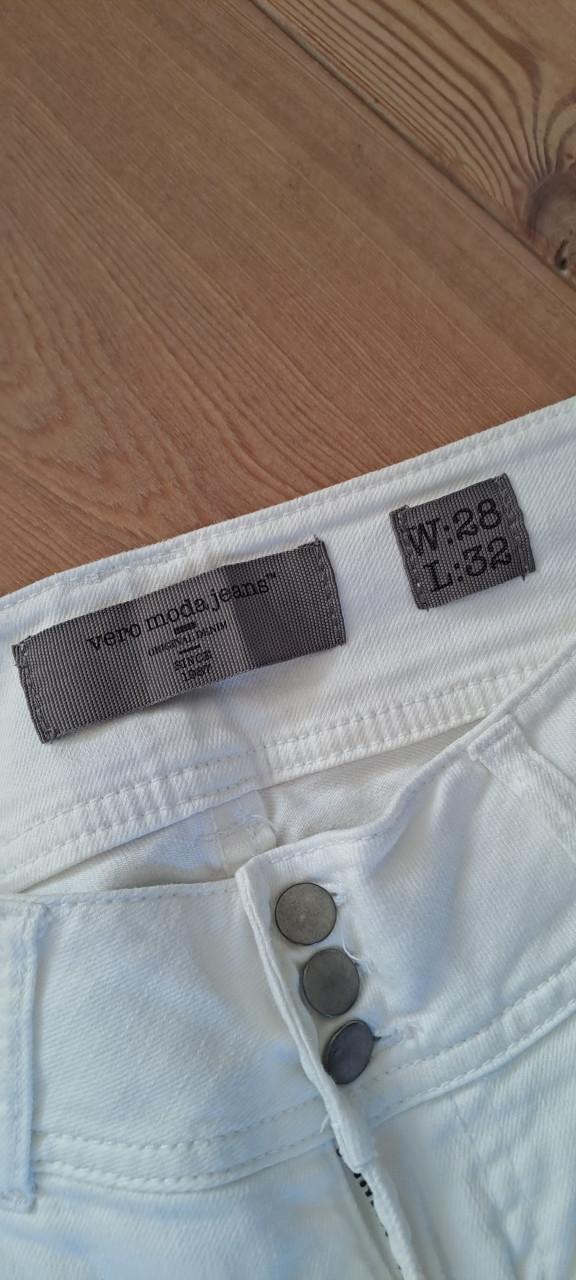 vero moda jeans™
ORIGINAL DENIM
SINCE
1987
W:28
L:32